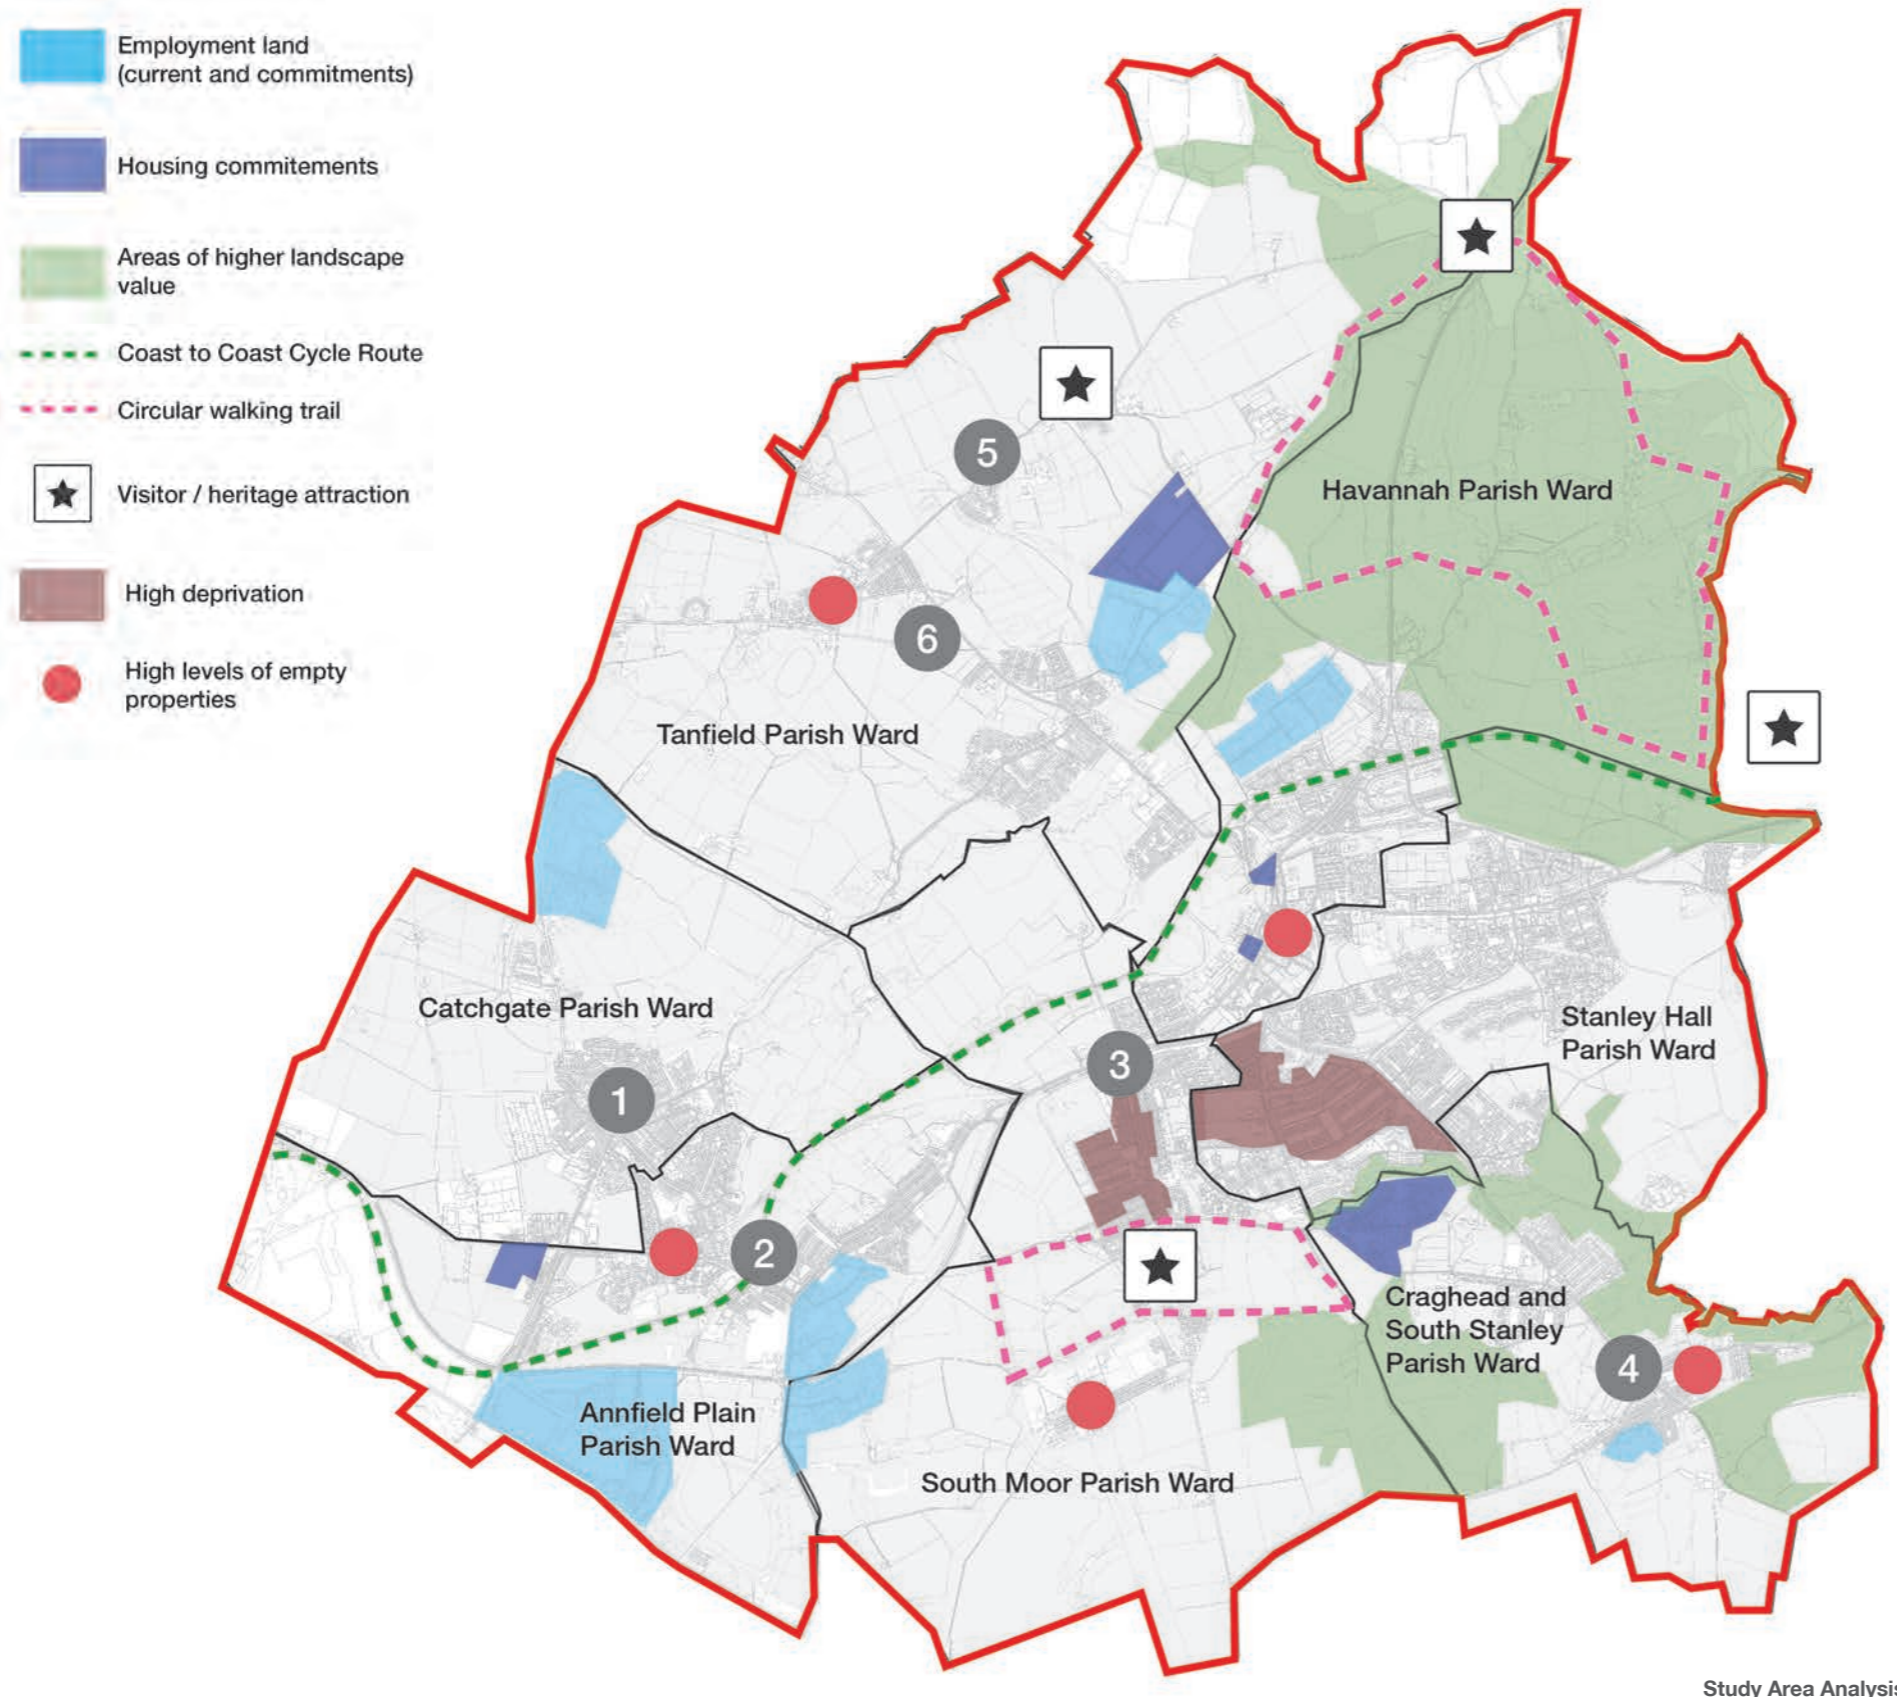 Employment land
(current and commitments)
Housing commitements
Areas of higher landscape
value
Coast to Coast Cycle Route
Circular walking trail
Visitor / heritage attraction
High deprivation
High levels of empty
properties
5
Havannah Parish Ward
6
Tanfield Parish Ward
Catchgate Parish Ward
Stanley Hall
Parish Ward
3
1
2
Craghead and
South Stanley
Parish Ward
4
Annfield Plain
Parish Ward
South Moor Parish Ward
Study Area Analysis